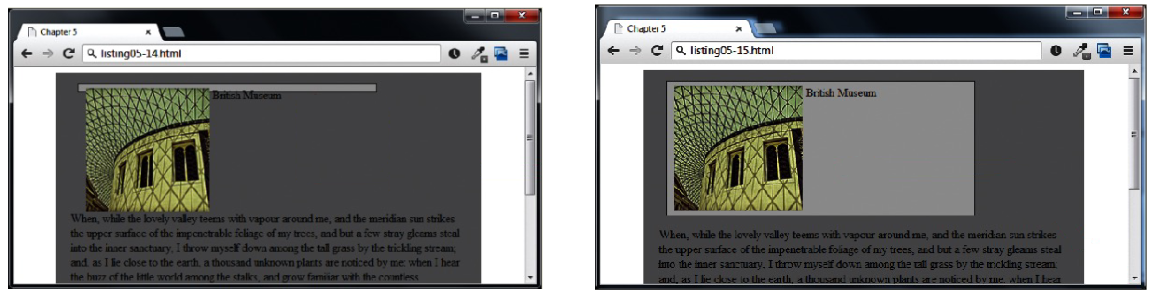 Chapter 5
listing05-14.html
British Museum
When, while the lovely valley teems with vapour around me, and the meridian sun strikes
the upper surface of the impenetrable foliage of my trees, and but a few stray gleams steal
into the inner sanctuary, I throw myself down among the tall grass by the trickling stream;
and, as I lie close to the earth, a thousand unknown plants are noticed by me: when I hear
the buzz of the little world among the stalks, and grow familiar with the countless
Chapter 5
listing05-15.html
British Museum
When, while the lovely valley teems with vapour around me, and the meridian sun strikes
the upper surface of the impenetrable foliage of my trees, and but a few stray gleams steal
into the inner sanctuary, I throw myself down among the tall grass by the trickling stream;
and, as I lie close to the earth, a thousand unknown plants are noticed by me: when I hear